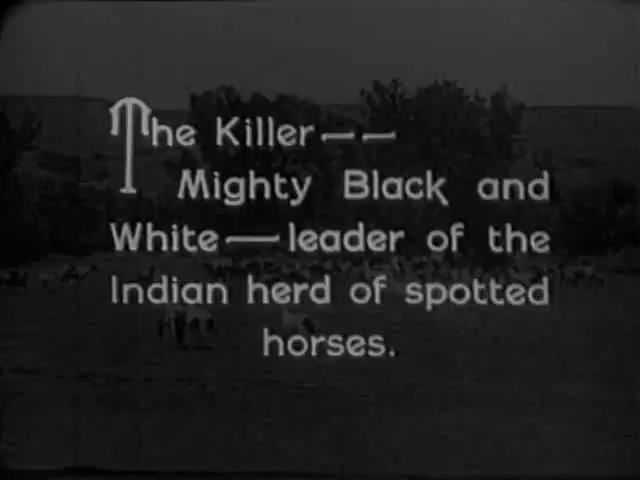 The Killer——
Mighty Black and
White—leader of the
Indian herd of spotted
horses.